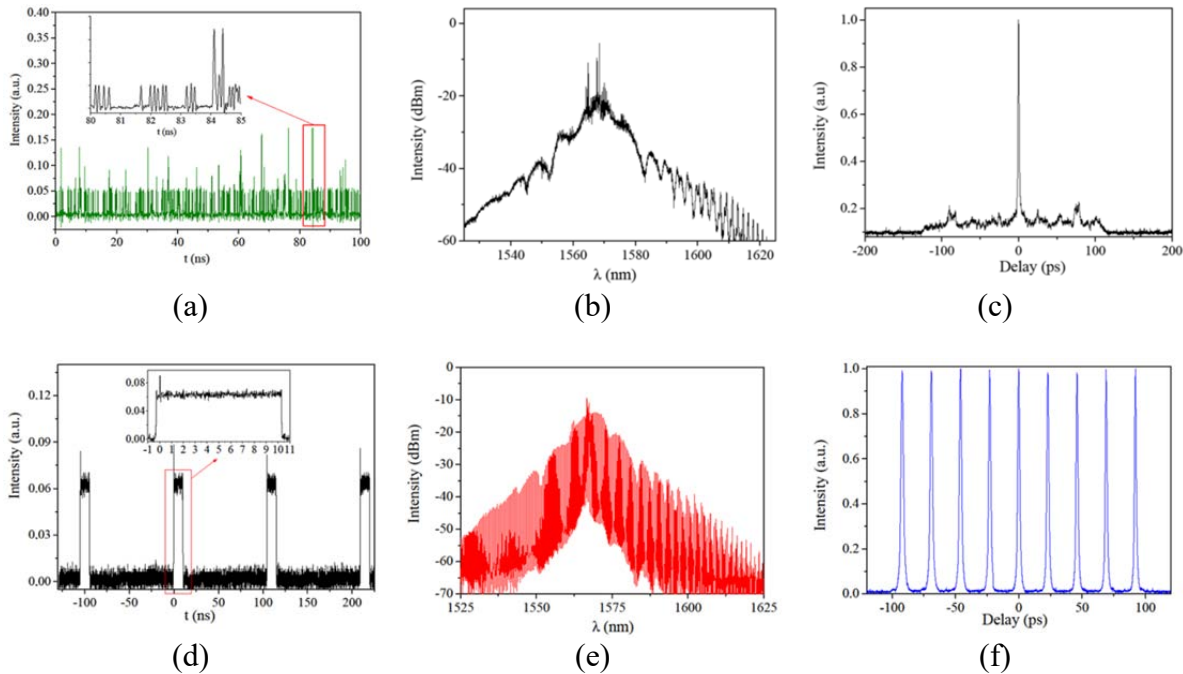 0.40
0.35
0.30
0.25
0.20
0.15
0.10
0.05
0.00
Intensity (a.u.)
80 81 82 83 84 85
t (ns)
0 20 40 60 80 100
t (ns)
(a)
0
-20
-40
-60
Intensity (dBm)
1540 1560 1580 1600 1620
λ (nm)
(b)
1.0
0.8
0.6
0.4
0.2
Intensity (a.u)
-200 -100 0 100 200
Delay (ps)
(c)
0.12
0.09
0.06
0.03
0.00
Intensity (a.u.)
0.08
0.04
0.00
-1 0 1 2 3 4 5 6 7 8 9 10 11
-100 -50 0 50 100 150 200
t (ns)
(d)
0
-10
-20
-30
-40
-50
-60
-70
Intensity (dBm)
1525 1550 1575 1600 1625
λ (nm)
(e)
1.0
0.8
0.6
0.4
0.2
0.0
Intensity (a.u.)
-100 -50 0 50 100
Delay (ps)
(f)